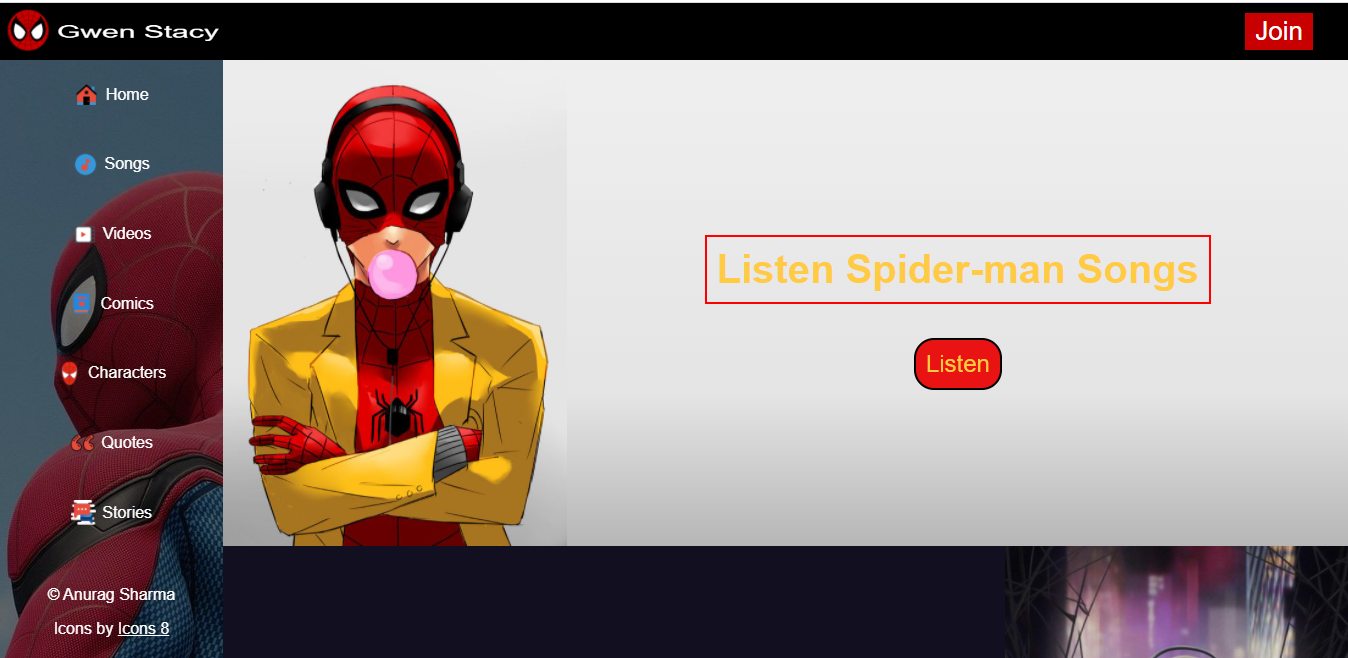 Gwen Stacy
Join
Home
Songs
Videos
Comics
Characters
Quotes
Stories
© Anurag Sharma
Icons by Icons 8
Listen Spider-man Songs
Listen